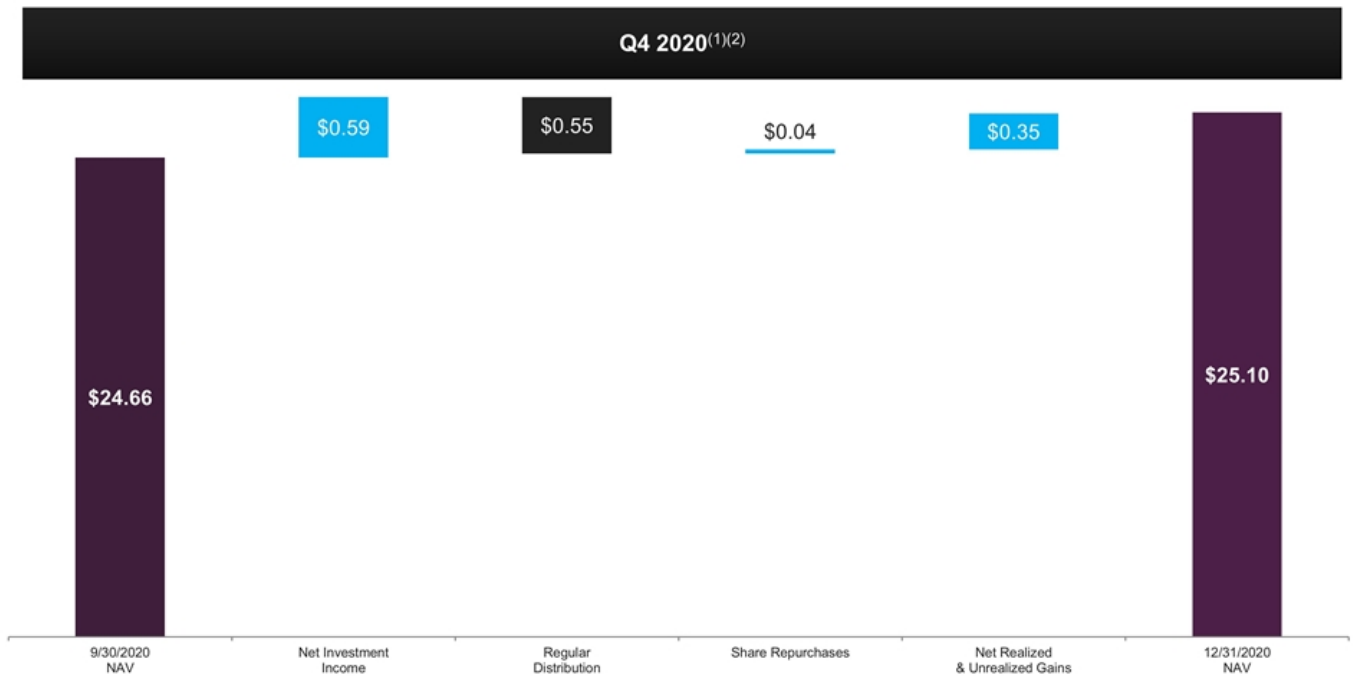 Q4 2020(1)(2)
$0.59
$0.55
$0.04
$0.35
$24.66
$25.10
9/30/2020
NAV
Net Investment
Income
Regular
Distribution
Share Repurchases
Net Realized
& Unrealized Gains
12/31/2020
NAV